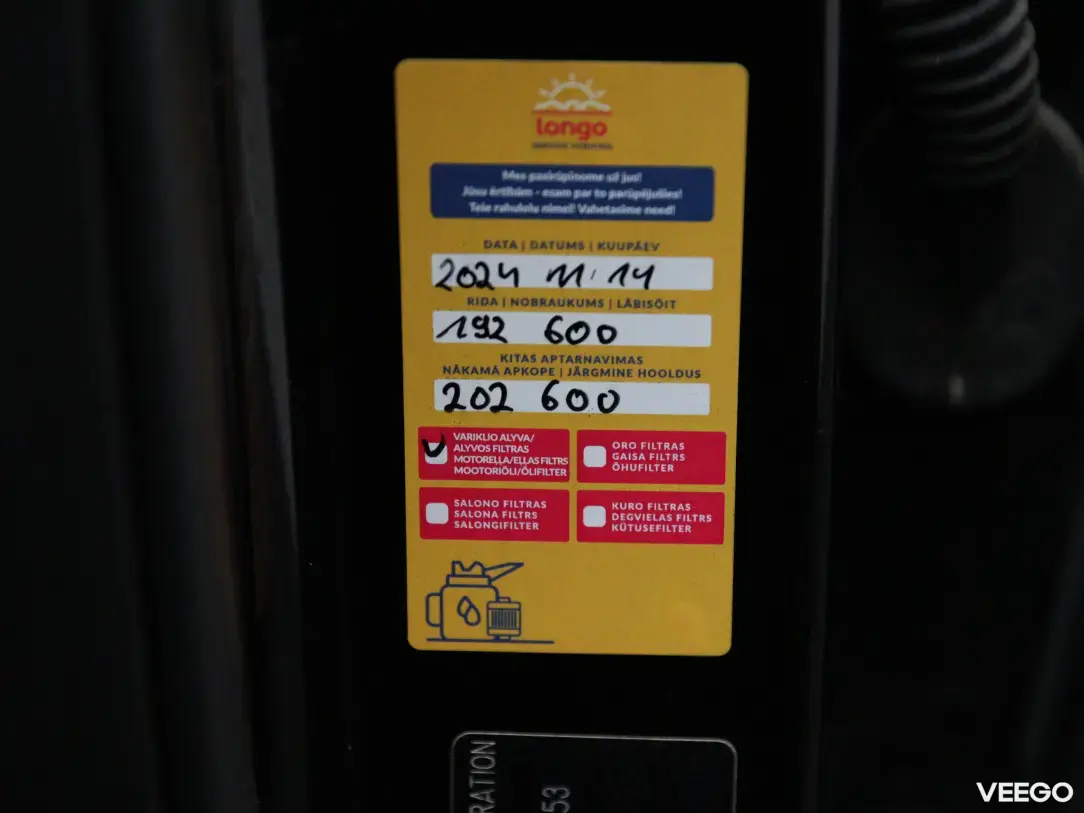 longo
Mes pasirūpinome už jus!
Jūsu ērtībām - esam par to parūpējušies!
Teie rahulolu nimel! Vahetasime need!
DATA | DATUMS | KUUPÄEV
2024 11.14
RIDA | NOBRAUKUMS | LÄBISÕIT
192 600
KITAS APTARNAVIMAS
NĀKAMĀ APKOPE | JÄRGMINE HOOLDUS
202 600
VARIKLIO ALYVA/
ALYVOS FILTRAS
MOTOREĻĻA/EĻĻAS FILTRS
MOOTORIÕLI/ÕLIFILTER
ORO FILTRAS
GAISA FILTRS
ÕHUFILTER
SALONO FILTRAS
SALONA FILTRS
SALONGIFILTER
KURO FILTRAS
DEGVIELAS FILTRS
KÜTUSEFILTER
RATION
53
VEEGO